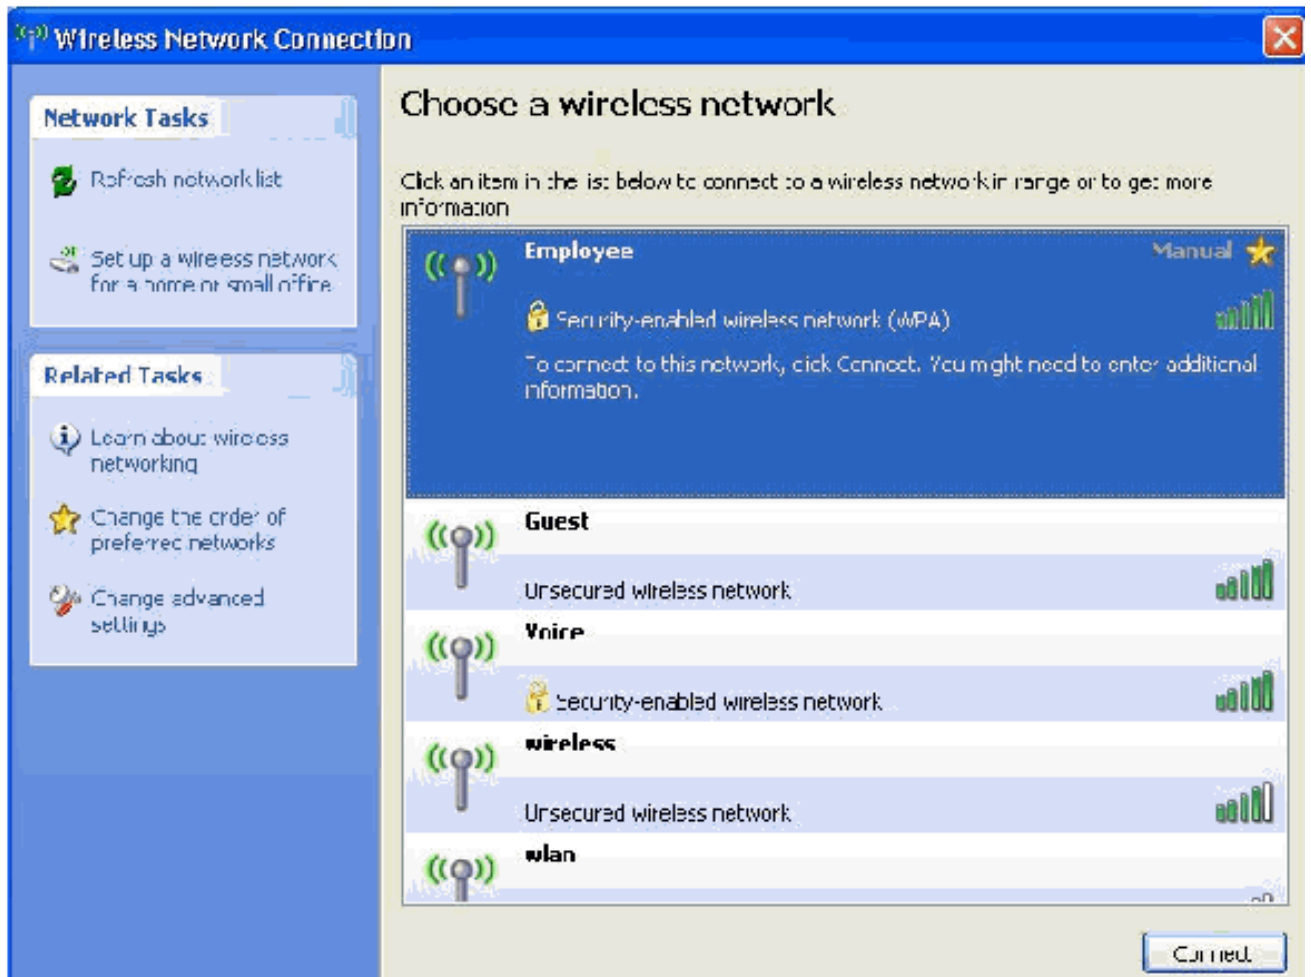 Wireless Network Connection
Network Tasks
Refresh network list
Set up a wireless network
for a home or small office
Related Tasks
Learn about wireless
networking
Change the order of
preferred networks
Change advanced
settings
Choose a wireless network
Click an item in the list below to connect to a wireless network in range or to get more
information
Employee
Manual
Security-enabled wireless network (WPA)
To connect to this network, click Connect. You might need to enter additional
information.
Guest
Unsecured wireless network
Voice
Security-enabled wireless network
wireless
Unsecured wireless network
wlan
Connect